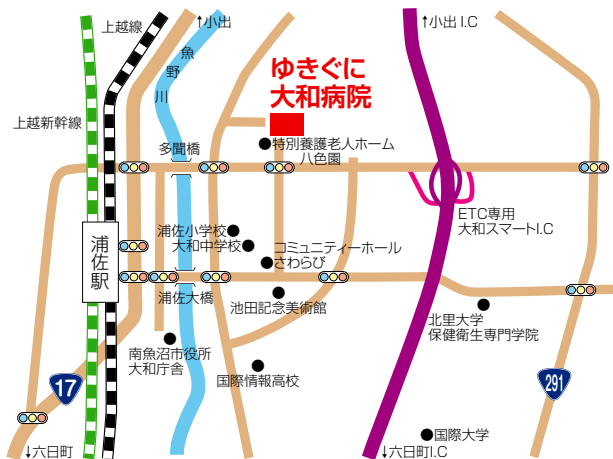 上越線
↑小出
魚野川
ゆきぐに
大和病院
↑小出 I.C
上越新幹線
多聞橋
特別養護老人ホーム
八色園
ETC専用
大和スマートI.C
浦佐駅
浦佐小学校
大和中学校
コミュニティーホール
さわらび
浦佐大橋
池田記念美術館
北里大学
保健衛生専門学院
南魚沼市役所
大和庁舎
国際情報高校
17
291
国際大学
↓六日町
↓六日町I.C